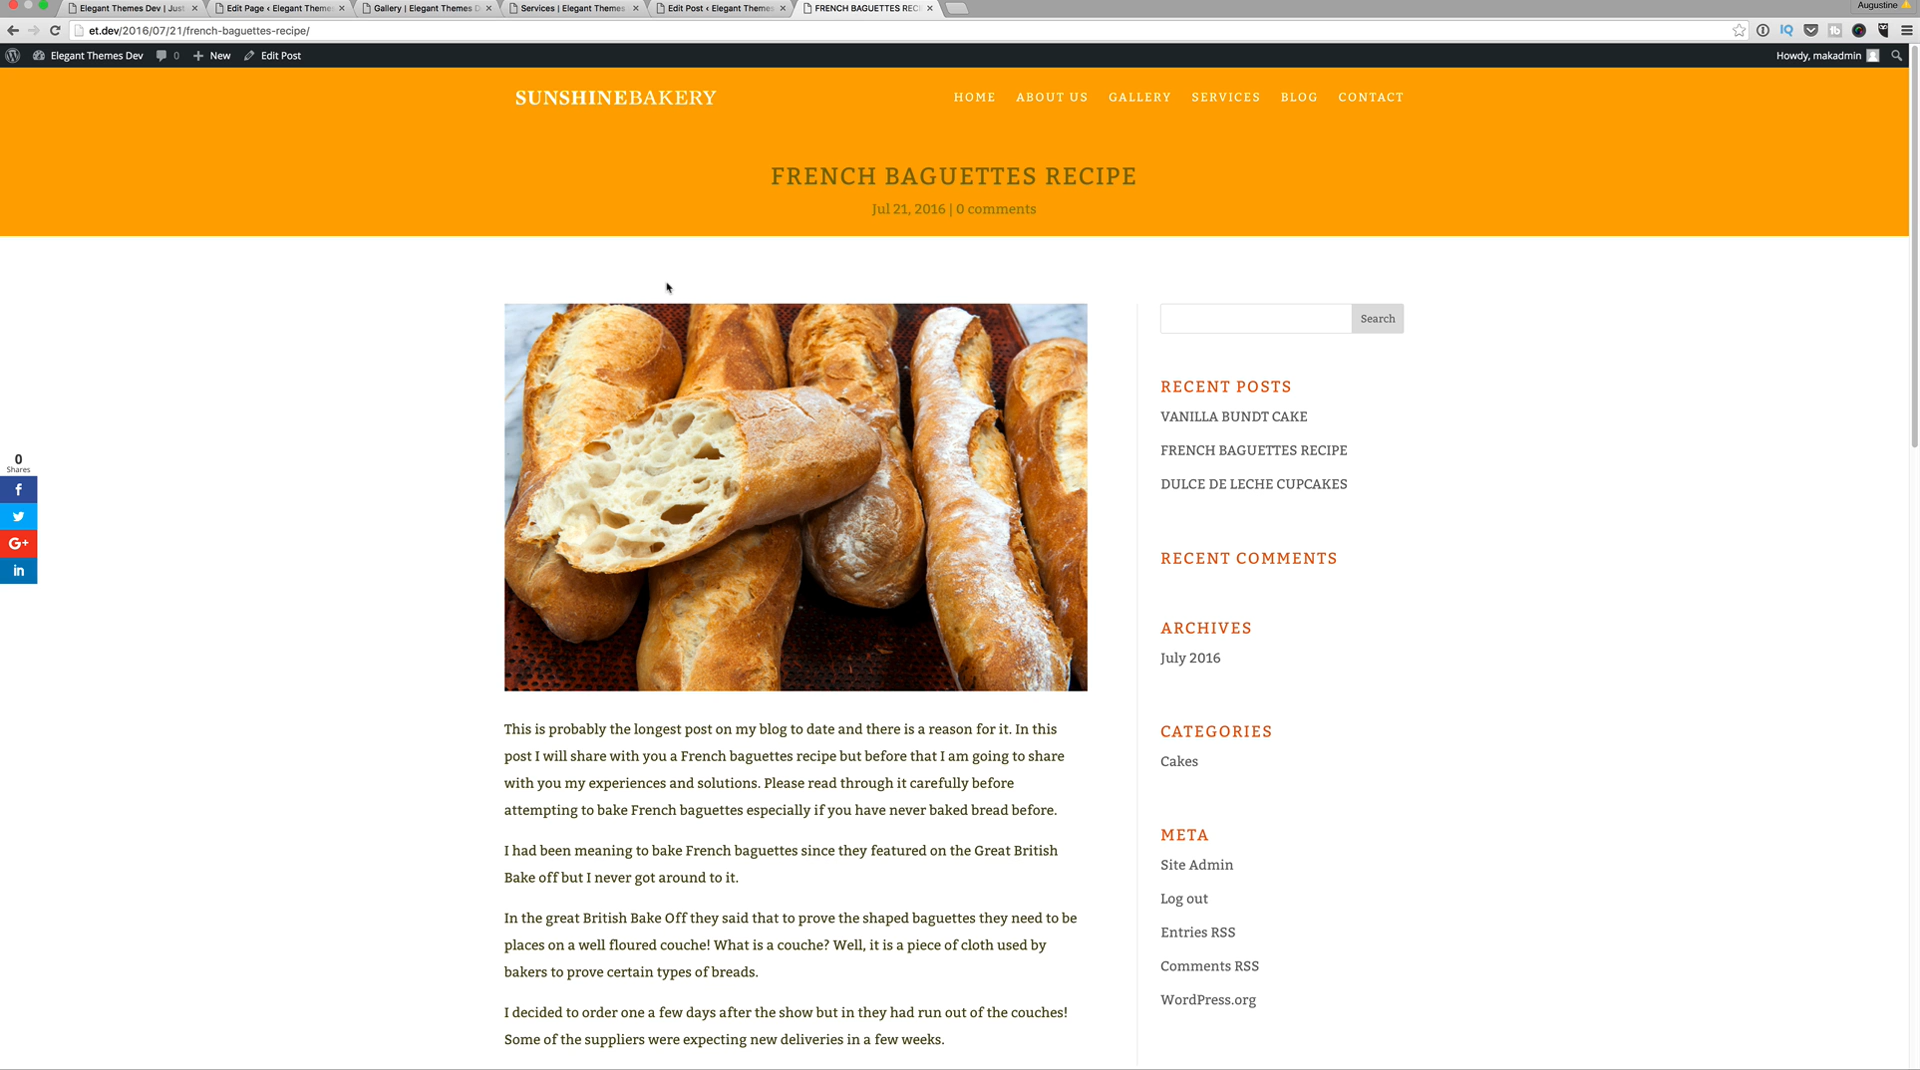 Elegant Themes Dev | Just
Edit Page ‹ Elegant Themes
Gallery | Elegant Themes D
Services | Elegant Themes
Edit Post ‹ Elegant Themes
FRENCH BAGUETTES REC
Augustine
et.dev/2016/07/21/french-baguettes-recipe/
Elegant Themes Dev 0 New Edit Post
Howdy, makadmin
SUNSHINEBAKERY
HOME ABOUT US GALLERY SERVICES BLOG CONTACT
FRENCH BAGUETTES RECIPE
Jul 21, 2016 | 0 comments
0
Shares
f
G+
in
This is probably the longest post on my blog to date and there is a reason for it. In this
post I will share with you a French baguettes recipe but before that I am going to share
with you my experiences and solutions. Please read through it carefully before
attempting to bake French baguettes especially if you have never baked bread before.
I had been meaning to bake French baguettes since they featured on the Great British
Bake off but I never got around to it.
In the great British Bake Off they said that to prove the shaped baguettes they need to be
places on a well floured couche! What is a couche? Well, it is a piece of cloth used by
bakers to prove certain types of breads.
I decided to order one a few days after the show but in they had run out of the couches!
Some of the suppliers were expecting new deliveries in a few weeks.
Search
RECENT POSTS
VANILLA BUNDT CAKE
FRENCH BAGUETTES RECIPE
DULCE DE LECHE CUPCAKES
RECENT COMMENTS
ARCHIVES
July 2016
CATEGORIES
Cakes
META
Site Admin
Log out
Entries RSS
Comments RSS
WordPress.org